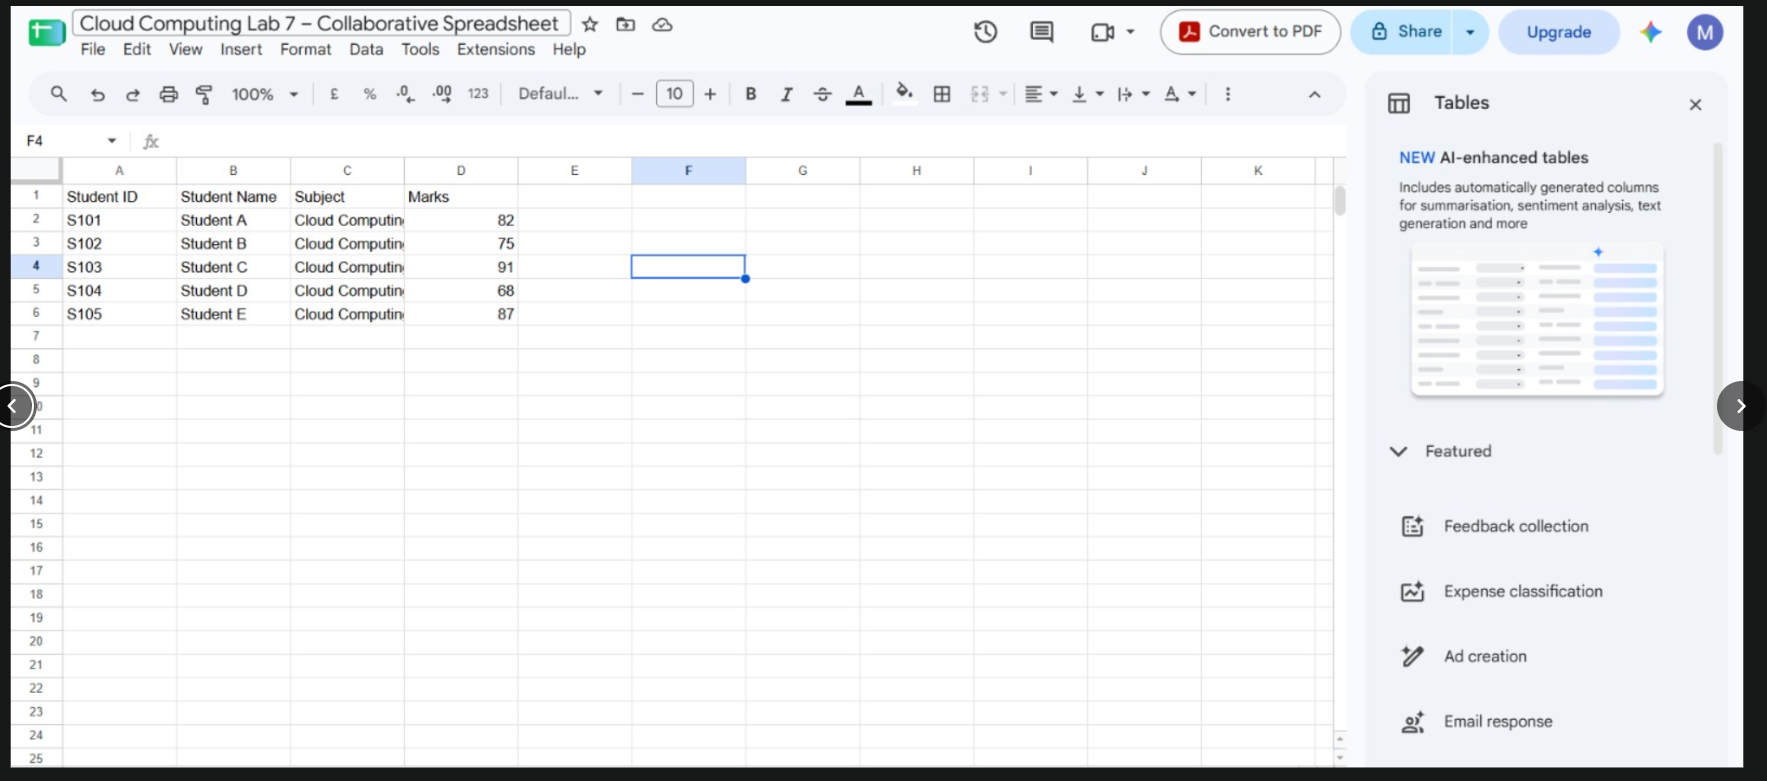 Cloud Computing Lab 7 – Collaborative Spreadsheet
File Edit View Insert Format Data Tools Extensions Help
Convert to PDF
Share
Upgrade
M
100% £ % .0 .00 123 Defaul... 10 B I S A A
F4 fx
A B C D E F G H I J K
1 Student ID Student Name Subject Marks
2 S101 Student A Cloud Computin 82
3 S102 Student B Cloud Computin 75
4 S103 Student C Cloud Computin 91
5 S104 Student D Cloud Computin 68
6 S105 Student E Cloud Computin 87
7
8
9
0
11
12
13
14
15
16
17
18
19
20
21
22
23
24
25
Tables
NEW AI-enhanced tables
Includes automatically generated columns
for summarisation, sentiment analysis, text
generation and more
Featured
Feedback collection
Expense classification
Ad creation
Email response